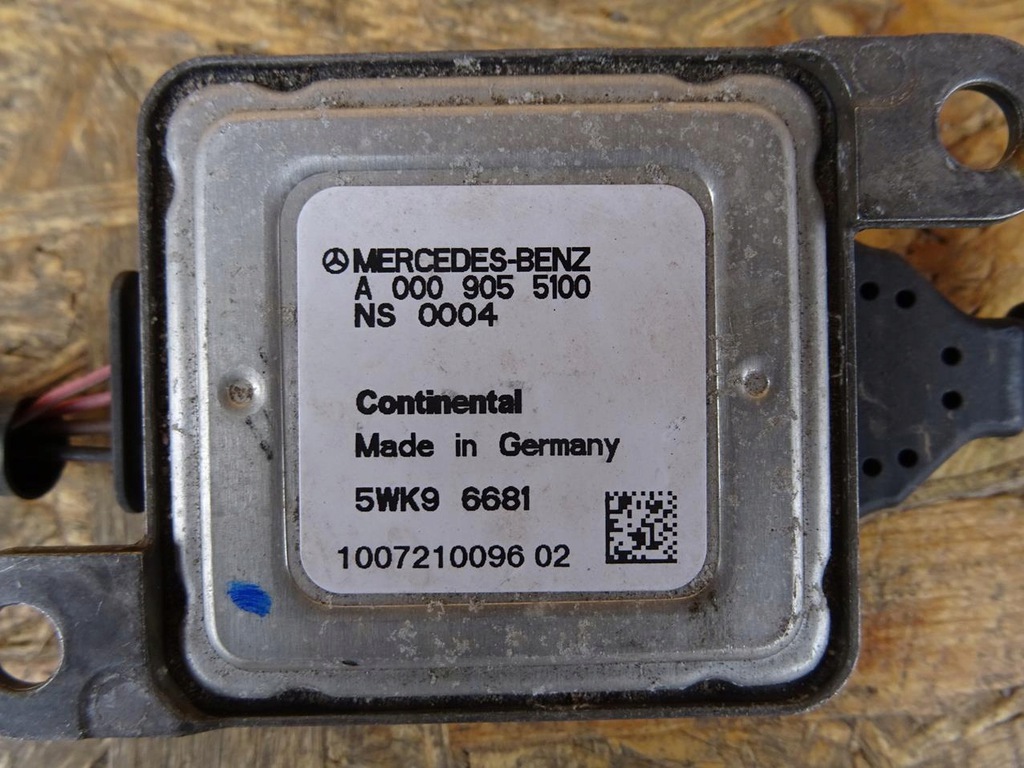 MERCEDES-BENZ
A 000 905 5100
NS 0004
Continental
Made in Germany
5WK9 6681
1007210096 02